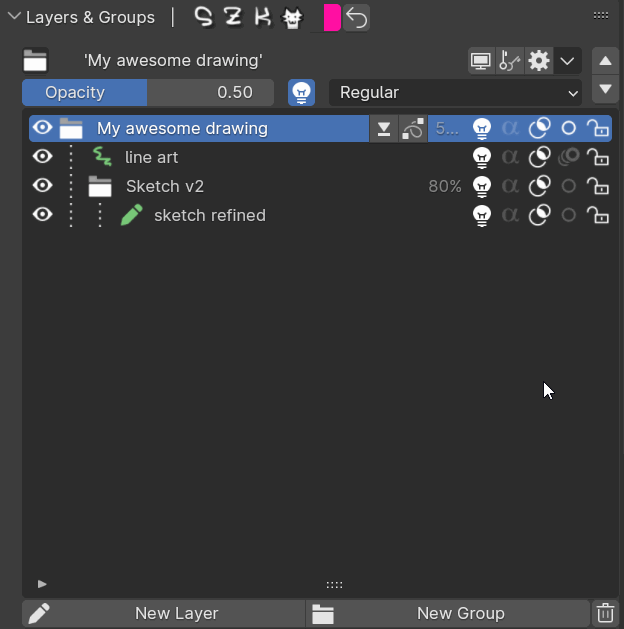 Layers & Groups
'My awesome drawing'
Opacity 0.50 Regular
My awesome drawing 5... α
line art α
Sketch v2 80% α
sketch refined α
New Layer New Group